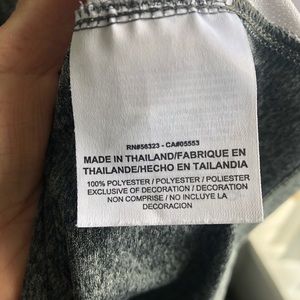 RN#56323 - CA#05553
MADE IN THAILAND/FABRIQUE EN
THAILANDE/HECHO EN TAILANDIA
100% POLYESTER / POLYESTER / POLIESTER
EXCLUSIVE OF DECORATION / DECORATION
NON COMPRISE / NO INCLUYE LA
DECORACION